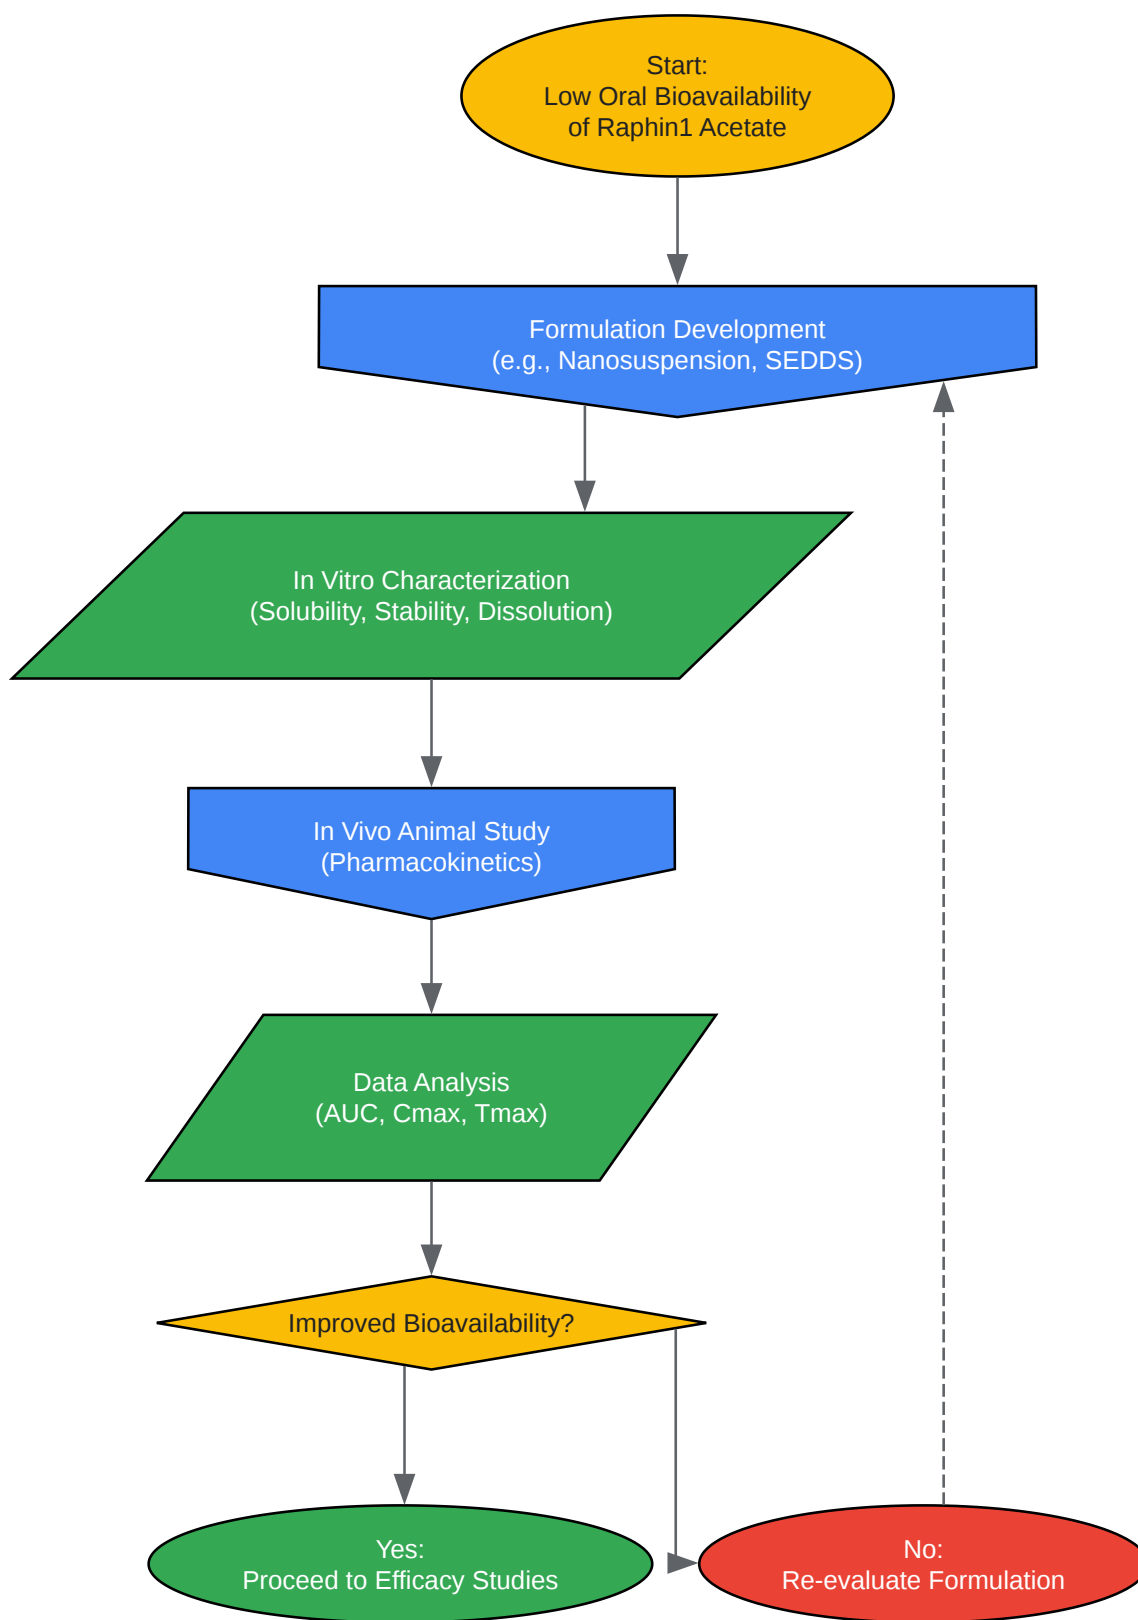 Start:
Low Oral Bioavailability
of Raphin1 Acetate
Formulation Development
(e.g., Nanosuspension, SEDDS)
In Vitro Characterization
(Solubility, Stability, Dissolution)
In Vivo Animal Study
(Pharmacokinetics)
Data Analysis
(AUC, Cmax, Tmax)
Improved Bioavailability?
Yes:
Proceed to Efficacy Studies
No:
Re-evaluate Formulation